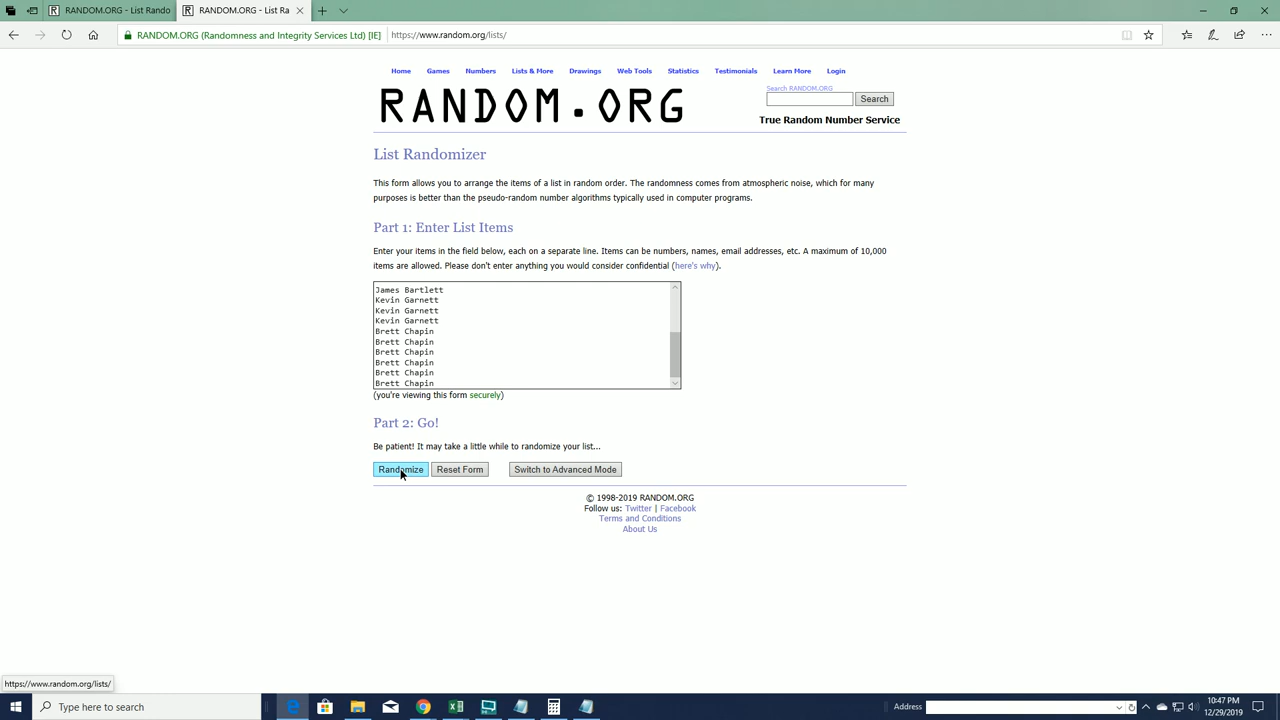 RANDOM.ORG - List Rando
RANDOM.ORG - List Ra
RANDOM.ORG (Randomness and Integrity Services Ltd) [IE]
https://www.random.org/lists/
Home Games Numbers Lists & More Drawings Web Tools Statistics Testimonials Learn More Login
RANDOM.ORG
Search RANDOM.ORG
Search
True Random Number Service
List Randomizer
This form allows you to arrange the items of a list in random order. The randomness comes from atmospheric noise, which for many
purposes is better than the pseudo-random number algorithms typically used in computer programs.
Part 1: Enter List Items
Enter your items in the field below, each on a separate line. Items can be numbers, names, email addresses, etc. A maximum of 10,000
items are allowed. Please don't enter anything you would consider confidential (here's why).
James Bartlett
Kevin Garnett
Kevin Garnett
Kevin Garnett
Brett Chapin
Brett Chapin
Brett Chapin
Brett Chapin
Brett Chapin
Brett Chapin
(you're viewing this form securely)
Part 2: Go!
Be patient! It may take a little while to randomize your list...
Randomize Reset Form Switch to Advanced Mode
© 1998-2019 RANDOM.ORG
Follow us: Twitter | Facebook
Terms and Conditions
About Us
https://www.random.org/lists/
Type here to search
Address
10:47 PM
12/29/2019